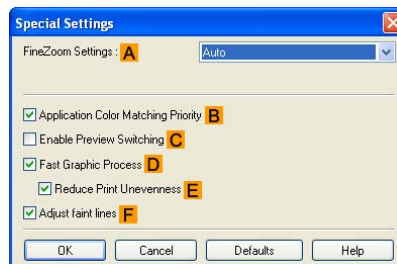 Special Settings
FineZoom Settings : A Auto
Application Color Matching Priority B
Enable Preview Switching C
Fast Graphic Process D
Reduce Print Unevenness E
Adjust faint lines F
OK Cancel Defaults Help